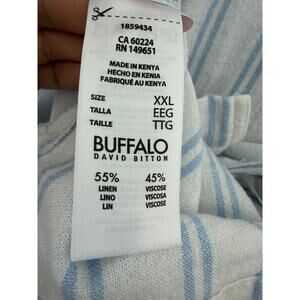 1859434
CA 60224
RN 149651
MADE IN KENYA
HECHO EN KENIA
FABRIQUÉ AU KENYA
SIZE XXL
TALLA EEG
TAILLE TTG
BUFFALO
DAVID BITTON
55% 45%
LINEN VISCOSE
LINO VISCOSA
LIN VISCOSE